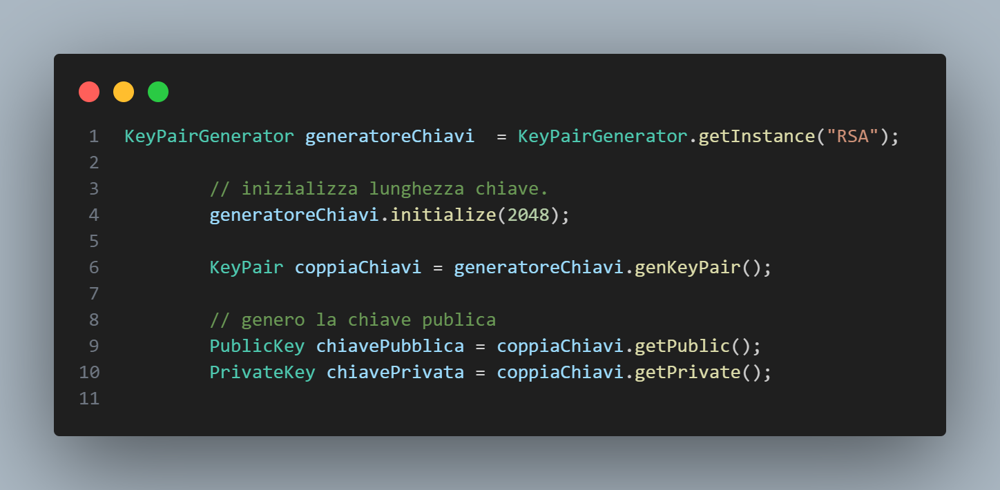 1 KeyPairGenerator generatoreChiavi  = KeyPairGenerator.getInstance("RSA");
2
3         // inizializza lunghezza chiave.
4         generatoreChiavi.initialize(2048);
5
6         KeyPair coppiaChiavi = generatoreChiavi.genKeyPair();
7
8         // genero la chiave publica
9         PublicKey chiavePubblica = coppiaChiavi.getPublic();
10         PrivateKey chiavePrivata = coppiaChiavi.getPrivate();
11